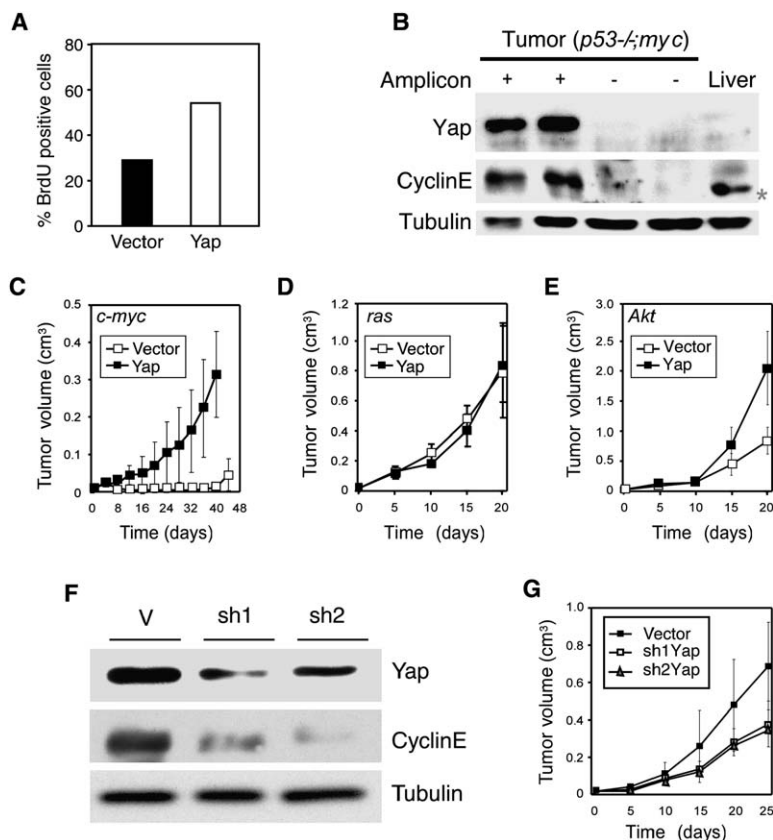 A
80
60
40
20
0
% BrdU positive cells
Vector Yap
B
Tumor (p53-/-;myc)
Amplicon + + - - Liver
Yap
CyclinE
*
Tubulin
C
c-myc
Vector
Yap
0.5
0.4
0.3
0.2
0.1
0
Tumor volume (cm³)
0 8 16 24 32 40 48
Time (days)
D
ras
Vector
Yap
1.2
1.0
0.8
0.6
0.4
0.2
0
Tumor volume (cm³)
0 5 10 15 20
Time (days)
E
Akt
Vector
Yap
3.0
2.0
1.5
1.0
0.5
0
Tumor volume (cm³)
0 5 10 15 20
Time (days)
F
V sh1 sh2
Yap
CyclinE
Tubulin
G
Vector
sh1Yap
sh2Yap
1.0
0.8
0.6
0.4
0.2
0
Tumor volume (cm³)
0 5 10 15 20 25
Time (days)